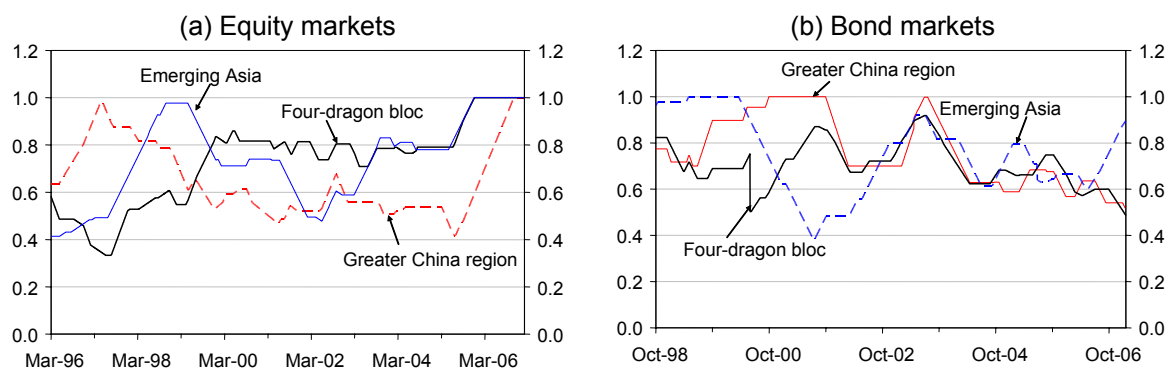 (a) Equity markets
1.2
1.0
0.8
0.6
0.4
0.2
0.0
1.2
1.0
0.8
0.6
0.4
0.2
0.0
Emerging Asia
Four-dragon bloc
Greater China region
Mar-96
Mar-98
Mar-00
Mar-02
Mar-04
Mar-06
(b) Bond markets
1.2
1.0
0.8
0.6
0.4
0.2
0.0
1.2
1.0
0.8
0.6
0.4
0.2
0.0
Greater China region
Emerging Asia
Four-dragon bloc
Oct-98
Oct-00
Oct-02
Oct-04
Oct-06